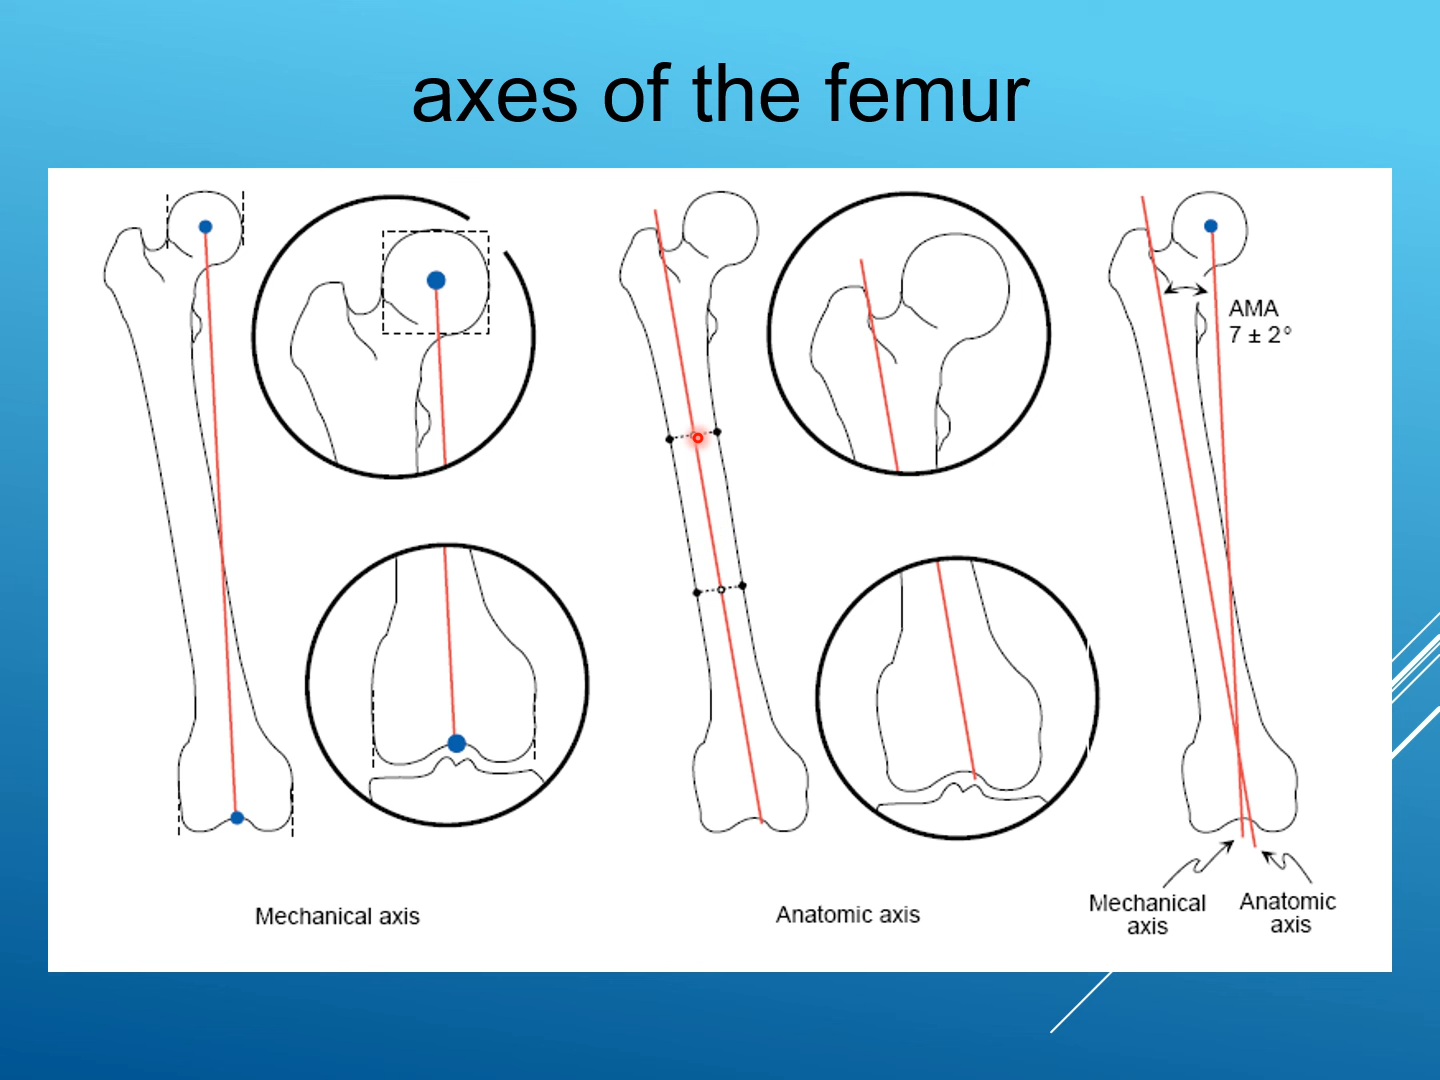 axes of the femur
AMA
7 ± 2°
Mechanical axis
Anatomic axis
Mechanical
axis
Anatomic
axis